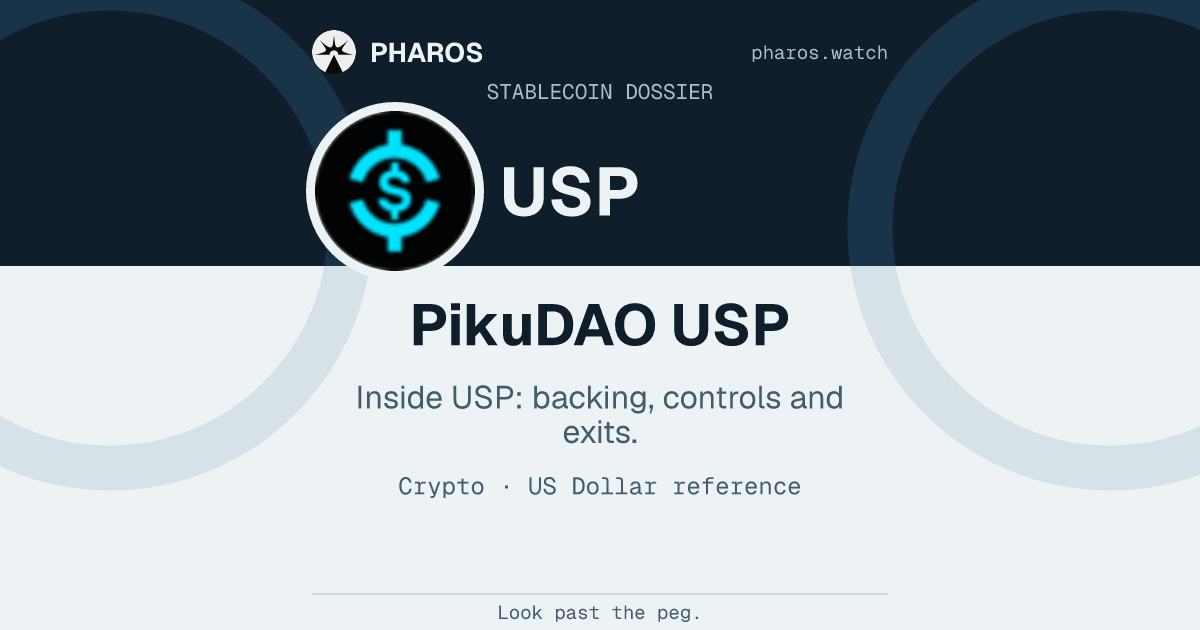 PHAROS
pharos.watch
STABLECOIN DOSSIER
$
USP
PikuDAO USP
Inside USP: backing, controls and
exits.
Crypto · US Dollar reference
Look past the peg.